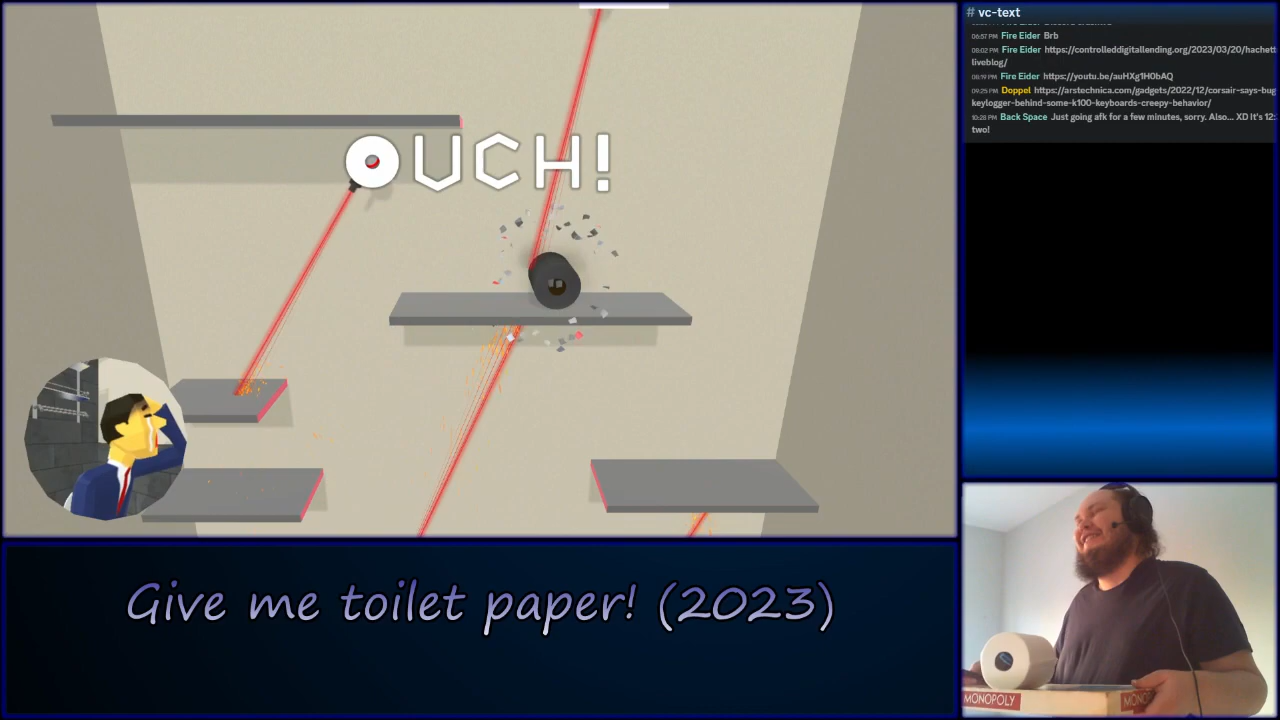 OUCH!
Give me toilet paper! (2023)
# vc-text
06:57 PM Fire Eider Brb
08:02 PM Fire Eider https://controlleddigitallending.org/2023/03/20/hachett
liveblog/
08:19 PM Fire Eider https://youtu.be/auHXg1H0bAQ
09:25 PM Doppel https://arstechnica.com/gadgets/2022/12/corsair-says-bug
keylogger-behind-some-k100-keyboards-creepy-behavior/
10:28 PM Back Space Just going afk for a few minutes, sorry. Also... XD It's 12:
two!
MONOPOLY